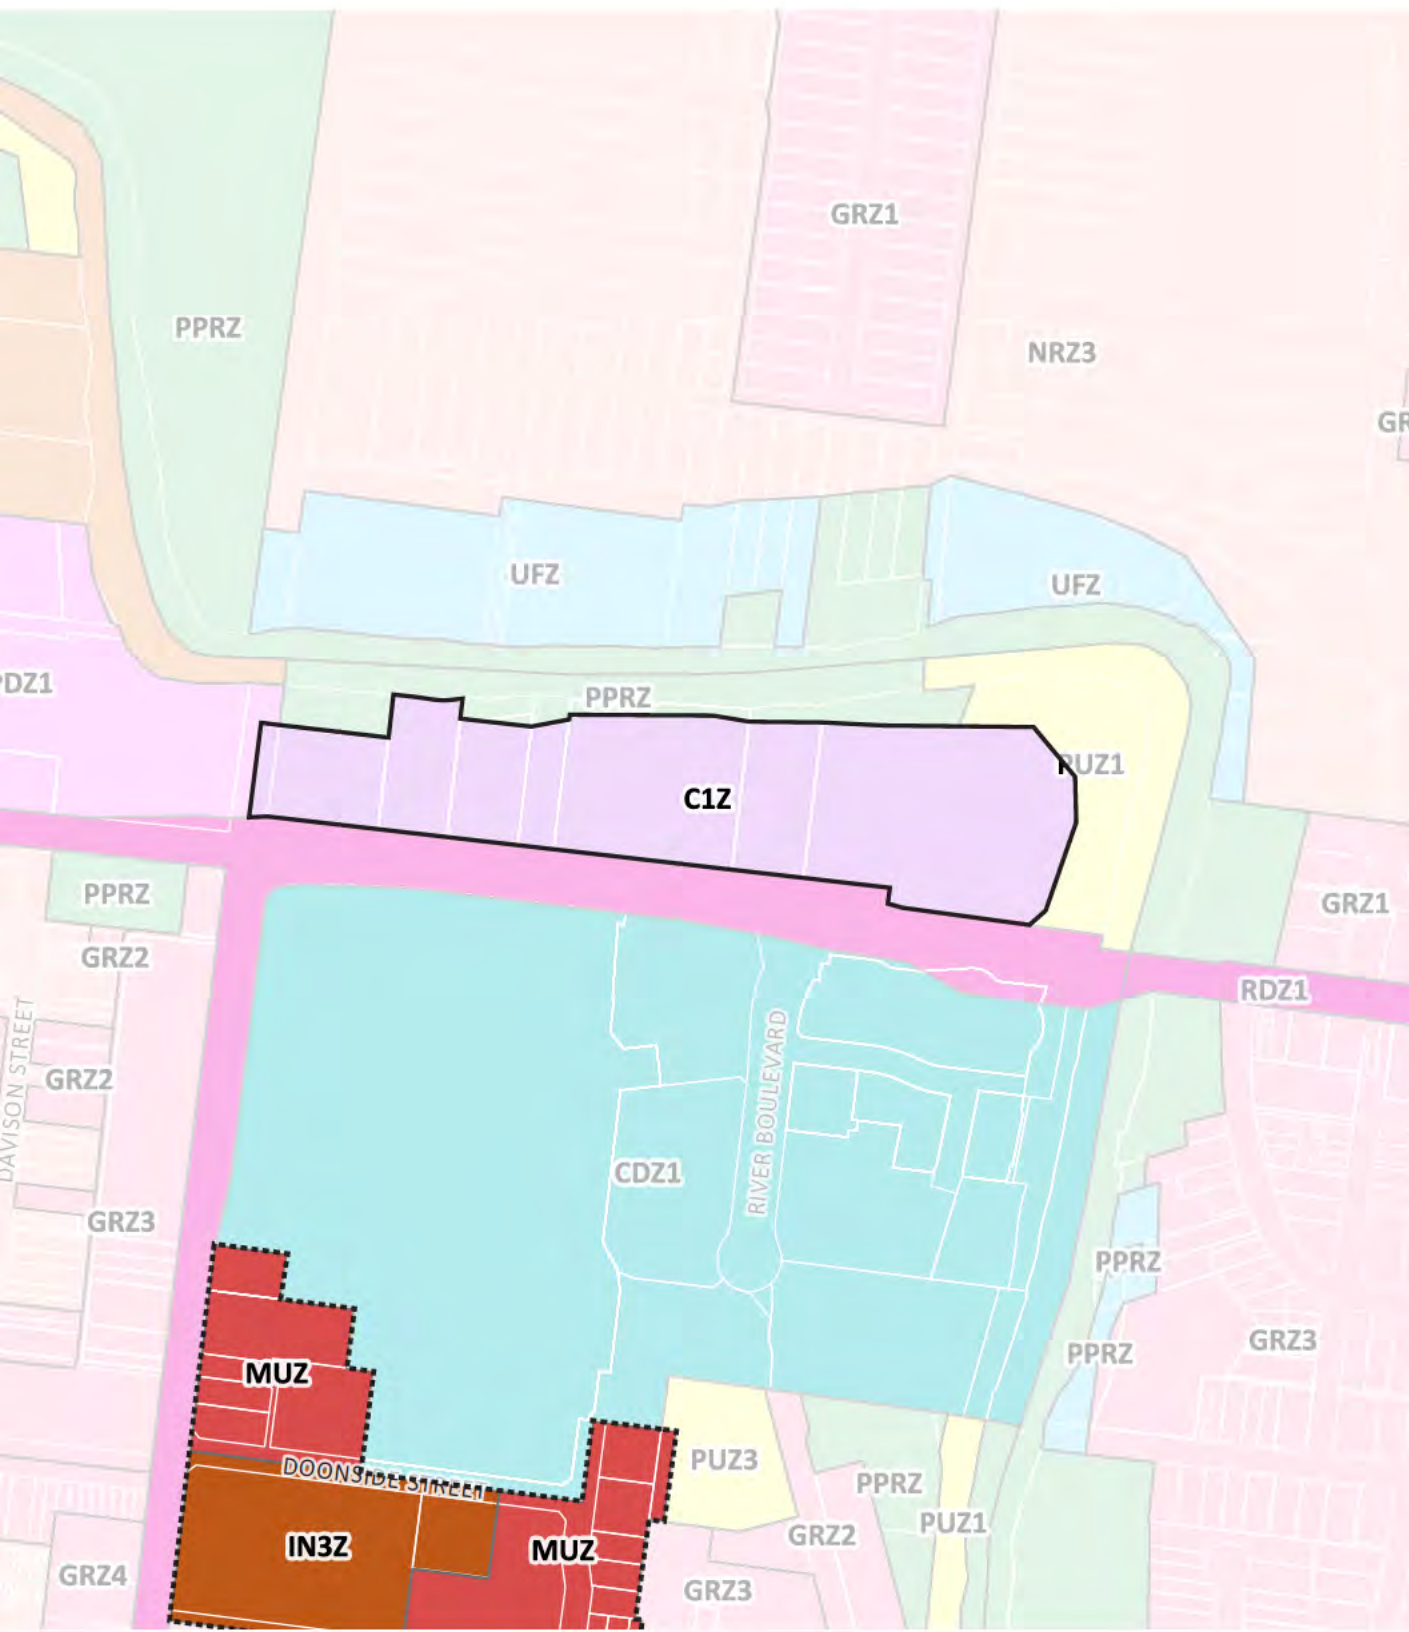 GRZ1
PPRZ
NRZ3
GR
UFZ
UFZ
PDZ1
PPRZ
PUZ1
C1Z
PPRZ
GRZ1
GRZ2
RDZ1
DAVISON STREET
GRZ2
RIVER BOULEVARD
CDZ1
GRZ3
PPRZ
GRZ3
PPRZ
MUZ
DOONSIDE STREET
PUZ3
PPRZ
PUZ1
GRZ2
IN3Z
MUZ
GRZ4
GRZ3